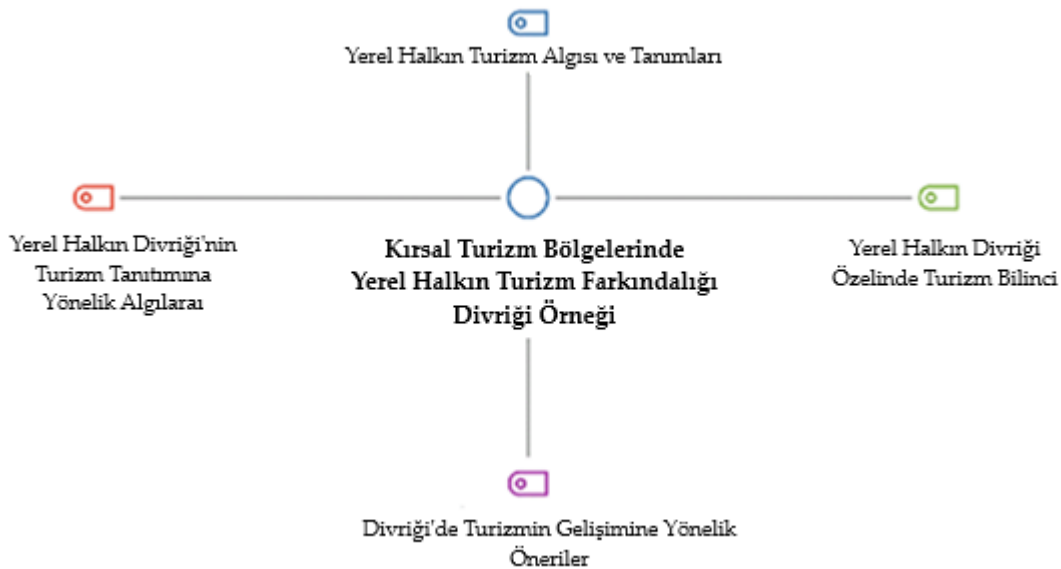 Yerel Halkın Turizm Algısı ve Tanımları
Yerel Halkın Divriği'nin
Turizm Tanıtımına
Yönelik Algılaraı
Kırsal Turizm Bölgelerinde
Yerel Halkın Turizm Farkındalığı
Divriği Örneği
Yerel Halkın Divriği
Özelinde Turizm Bilinci
Divriği'de Turizmin Gelişimine Yönelik
Öneriler